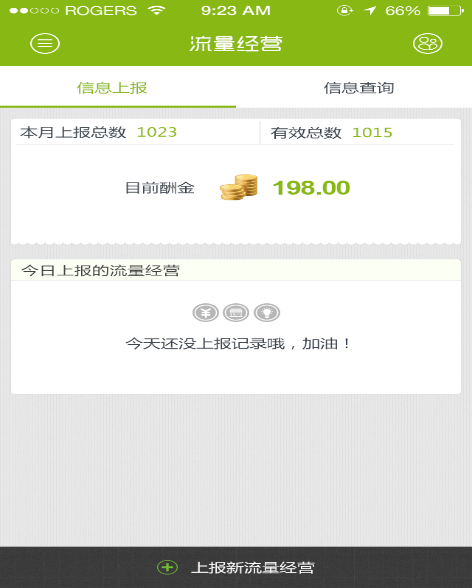 ROGERS 9:23 AM 66%
流量经营
信息上报 信息查询
本月上报总数 1023 有效总数 1015
目前酬金 198.00
今日上报的流量经营
今天还没上报记录哦，加油！
上报新流量经营